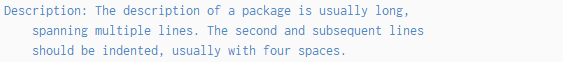 Description: The description of a package is usually long,
    spanning multiple lines. The second and subsequent lines
    should be indented, usually with four spaces.